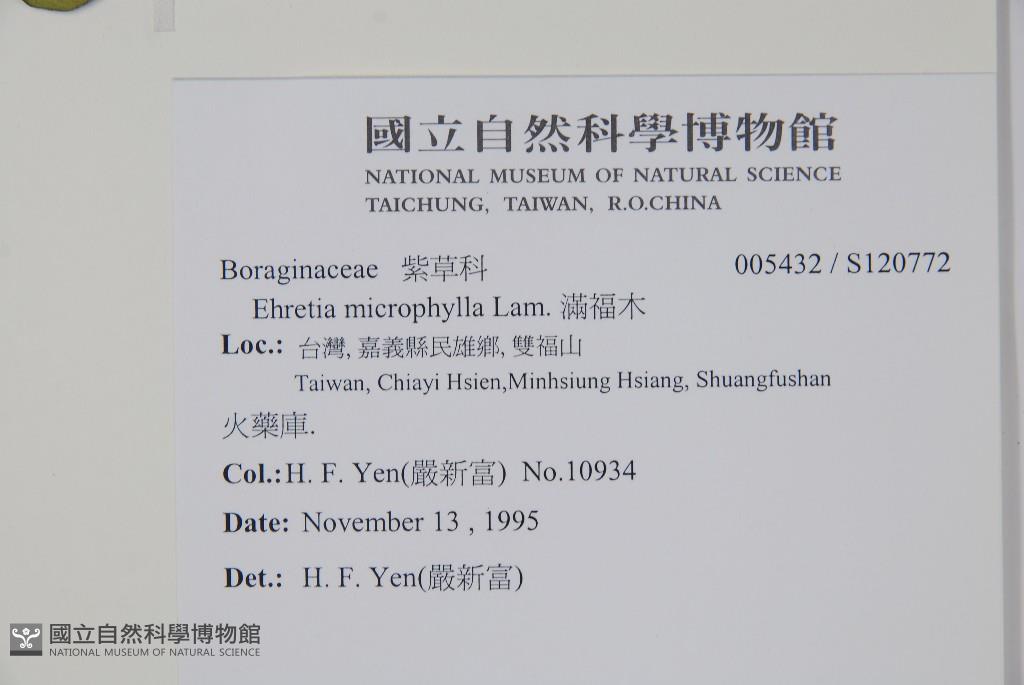 國立自然科學博物館
NATIONAL MUSEUM OF NATURAL SCIENCE
TAICHUNG, TAIWAN, R.O.CHINA
Boraginaceae 紫草科 005432 / S120772
Ehretia microphylla Lam. 滿福木
Loc.: 台灣, 嘉義縣民雄鄉, 雙福山
Taiwan, Chiayi Hsien,Minhsiung Hsiang, Shuangfushan
火藥庫.
Col.:H. F. Yen(嚴新富) No.10934
Date: November 13 , 1995
Det.: H. F. Yen(嚴新富)
國立自然科學博物館
NATIONAL MUSEUM OF NATURAL SCIENCE